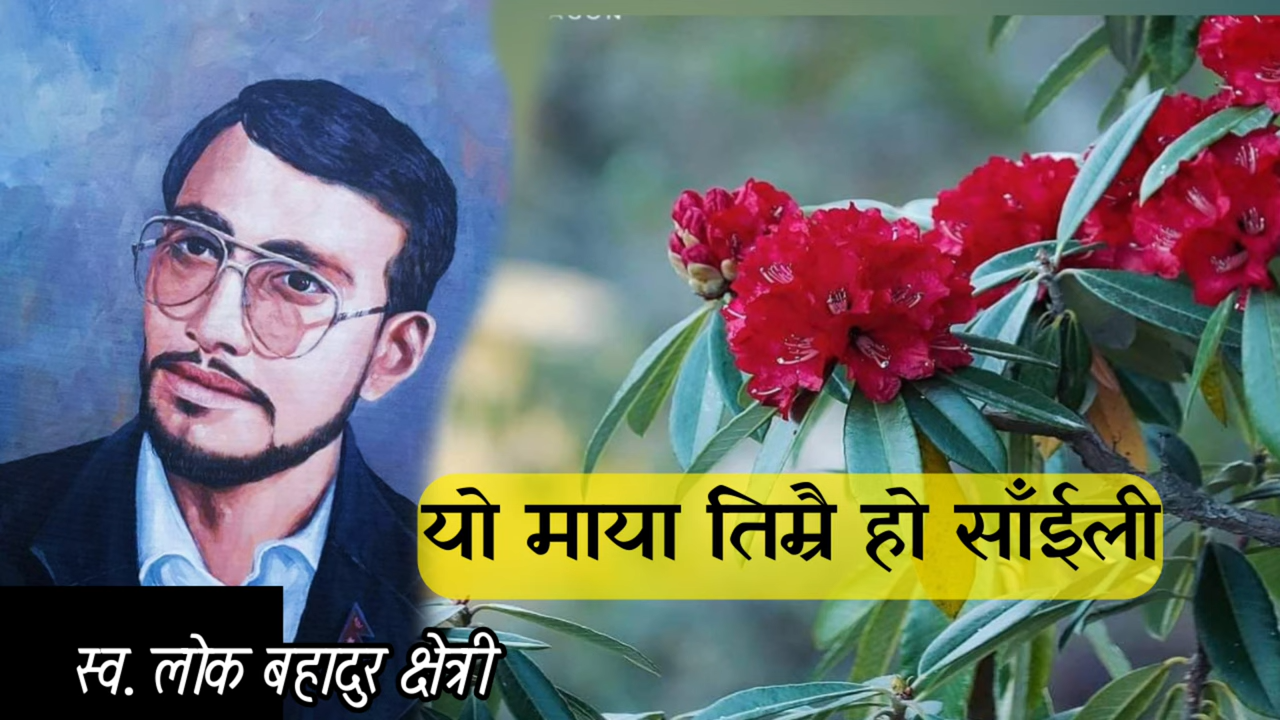 यो माया तिम्रै हो साँईली
स्व. लोक बहादुर क्षेत्री